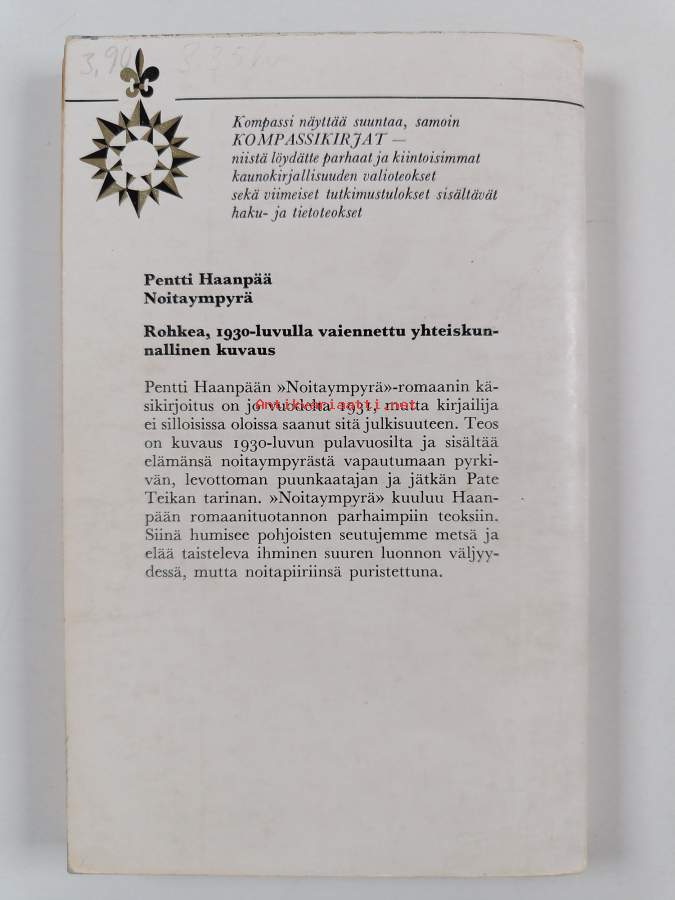 3,90
Kompassi näyttää suuntaa, samoin
KOMPASSIKIRJAT —
niistä löydätte parhaat ja kiintoisimmat
kaunokirjallisuuden valioteokset
sekä viimeiset tutkimustulokset sisältävät
haku- ja tietoteokset
Pentti Haanpää
Noitaympyrä
Rohkea, 1930-luvulla vaiennettu yhteiskun-
nallinen kuvaus
Pentti Haanpään »Noitaympyrä»-romaanin kä-
sikirjoitus on jo vuodelta 1931, mutta kirjailija
Antikvariaatti.net
ei silloisissa oloissa saanut sitä julkisuuteen. Teos
on kuvaus 1930-luvun pulavuosilta ja sisältää
elämänsä noitaympyrästä vapautumaan pyrki-
vän, levottoman puunkaatajan ja jätkän Pate
Teikan tarinan. »Noitaympyrä» kuuluu Haan-
pään romaanituotannon parhaimpiin teoksiin.
Siinä humisee pohjoisten seutujemme metsä ja
elää taisteleva ihminen suuren luonnon väljyy-
dessä, mutta noitapiiriinsä puristettuna.